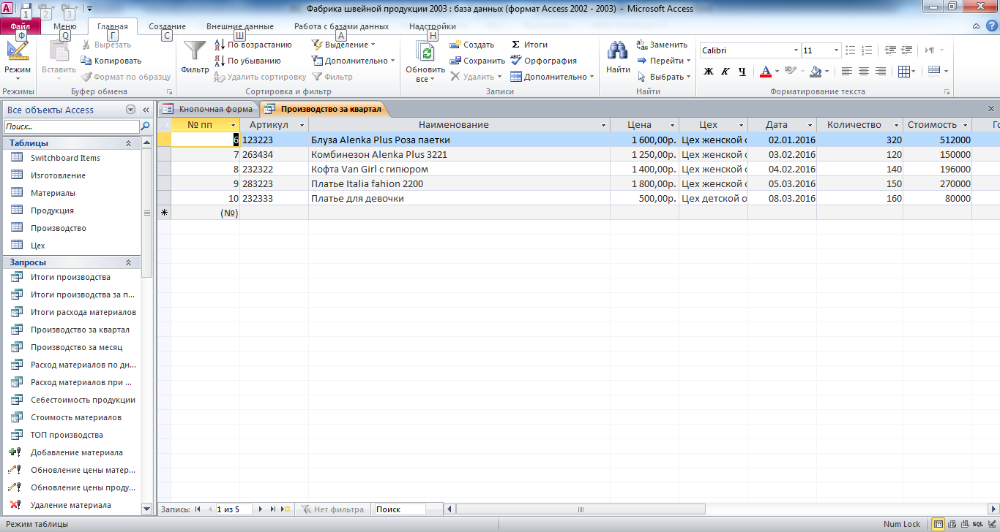 Фабрика швейной продукции 2003 : база данных (формат Access 2002 - 2003) - Microsoft Access
1 2 3
Файл Меню Главная Создание Внешние данные Работа с базами данных Надстройки
Ф Q Г С Ш А Н
Режим
Режимы
Вставить
Вырезать
Копировать
Формат по образцу
Буфер обмена
Фильтр
По возрастанию
По убыванию
Удалить сортировку
Выделение
Дополнительно
Фильтр
Сортировка и фильтр
Обновить все
Создать
Сохранить
Удалить
Итоги
Орфография
Дополнительно
Записи
Найти
Заменить
Перейти
Выбрать
Найти
Calibri 11
Ж К Ч А
Форматирование текста
Все объекты Access
Поиск...
Таблицы
Switchboard Items
Изготовление
Материалы
Продукция
Производство
Цех
Запросы
Итоги производства
Итоги производства за п...
Итоги расхода материалов
Производство за квартал
Производство за месяц
Расход материалов по дн...
Расход материалов при ...
Себестоимость продукции
Стоимость материалов
ТОП производства
Добавление материала
Обновление цены матер...
Обновление цены проду...
Удаление материала
Кнопочная форма Производство за квартал
№ пп Артикул Наименование Цена Цех Дата Количество Стоимость Го
6 123223 Блуза Alenka Plus Роза паетки 1 600,00р. Цех женской о 02.01.2016 320 512000
7 263434 Комбинезон Alenka Plus 3221 1 250,00р. Цех женской о 03.02.2016 120 150000
8 232322 Кофта Van Girl с гипюром 1 400,00р. Цех женской о 04.02.2016 140 196000
9 283223 Платье Italia fahion 2200 1 800,00р. Цех женской о 05.03.2016 150 270000
10 232333 Платье для девочки 500,00р. Цех детской о 08.03.2016 160 80000
(№)
Запись: 1 из 5 Нет фильтра Поиск
Режим таблицы Num Lock SQL